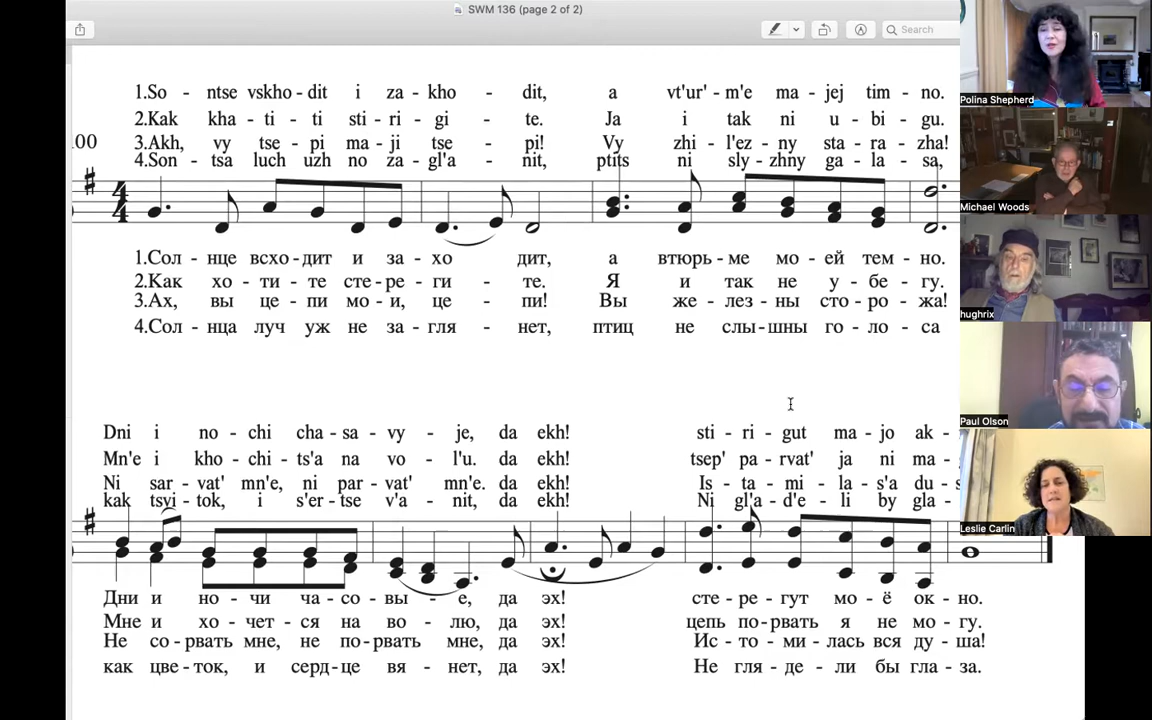 SWM 136 (page 2 of 2)
Search
1.So - ntse vskho - dit i za - kho - dit, a vt'ur' - m'e ma - jej tim - no.
2.Kak kha - ti - ti sti - ri - gi - te. Ja i tak ni u - bi - gu.
3.Akh, vy tse - pi ma - ji tse - pi! Vy zhi - l'ez - ny sta - ra - zha!
4.Son - tsa luch uzh no za - gl'a - nit, ptits ni sly - zhny ga - la - sa,
00
4
4
1.Сол - нце всхо - дит и за - хо дит, а втюрь - ме мо - ей тем - но.
2.Как хо - ти - те сте - ре - ги - те. Я и так не у - бе - гу.
3.Ах, вы це - пи мо - и, це - пи! Вы же - лез - ны сто - ро - жа!
4.Сол - нца луч уж не за - гля - нет, птиц не слы - шны го - ло - са
Dni i no - chi cha - sa - vy - je, da ekh! sti - ri - gut ma - jo ak -
Mn'e i kho - chi - ts'a na vo - l'u. da ekh! tsep' pa - rvat' ja ni ma -
Ni sar - vat' mn'e, ni par - vat' mn'e. da ekh! Is - ta - mi - la - s'a du - s
kak tsvi - tok, i s'er - tse v'a - nit, da ekh! Ni gl'a - d'e - li by gla -
Дни и но - чи ча - со - вы - е, да эх! сте - ре - гут мо - ё ок - но.
Мне и хо - чет - ся на во - лю, да эх! цепь по - рвать я не мо - гу.
Не со - рвать мне, не по - рвать мне, да эх! Ис - то - ми - лась вся ду - ша!
как цве - ток, и серд - це вя - нет, да эх! Не гля - де - ли бы гла - за.
Polina Shepherd
Michael Woods
hughrix
Paul Olson
Leslie Carlin